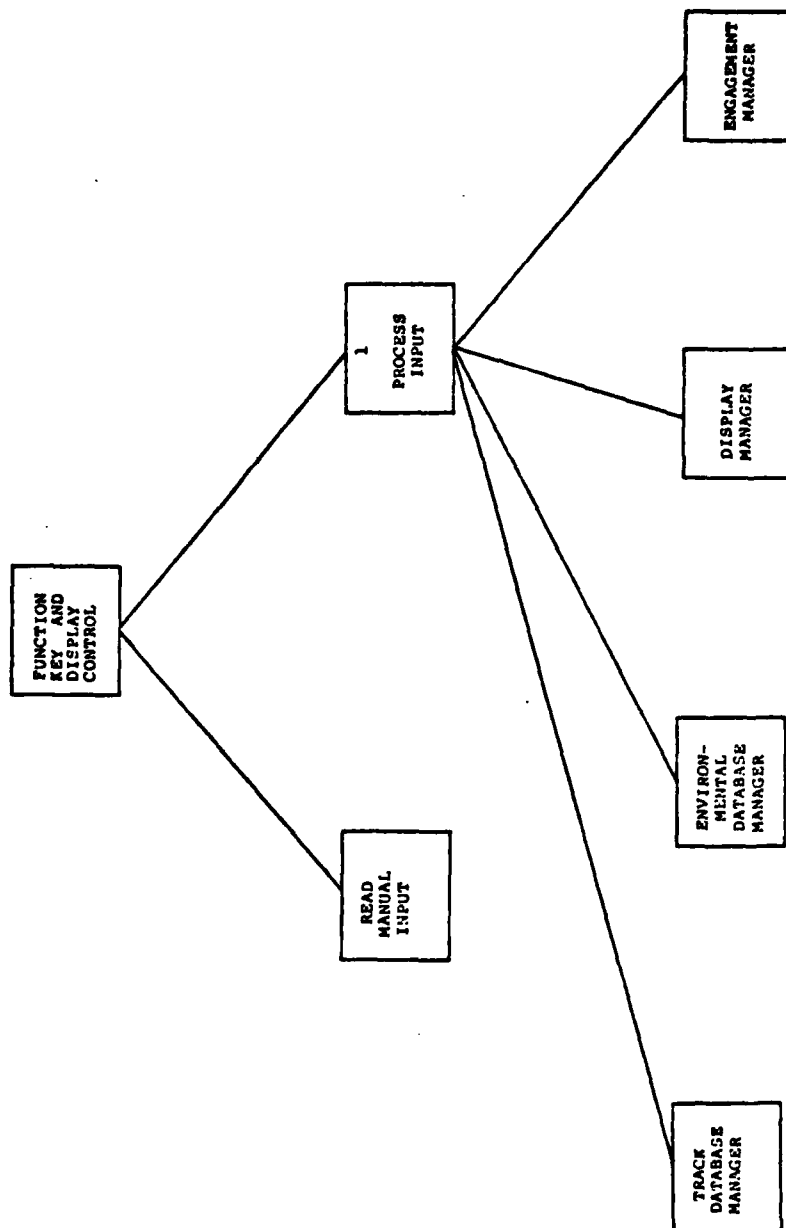 FUNCTION
KEY AND
DISPLAY
CONTROL
READ
MANUAL
INPUT
1
PROCESS
INPUT
TRACK
DATABASE
MANAGER
ENVIRON-
MENTAL
DATABASE
MANAGER
DISPLAY
MANAGER
ENGAGEMENT
MANAGER